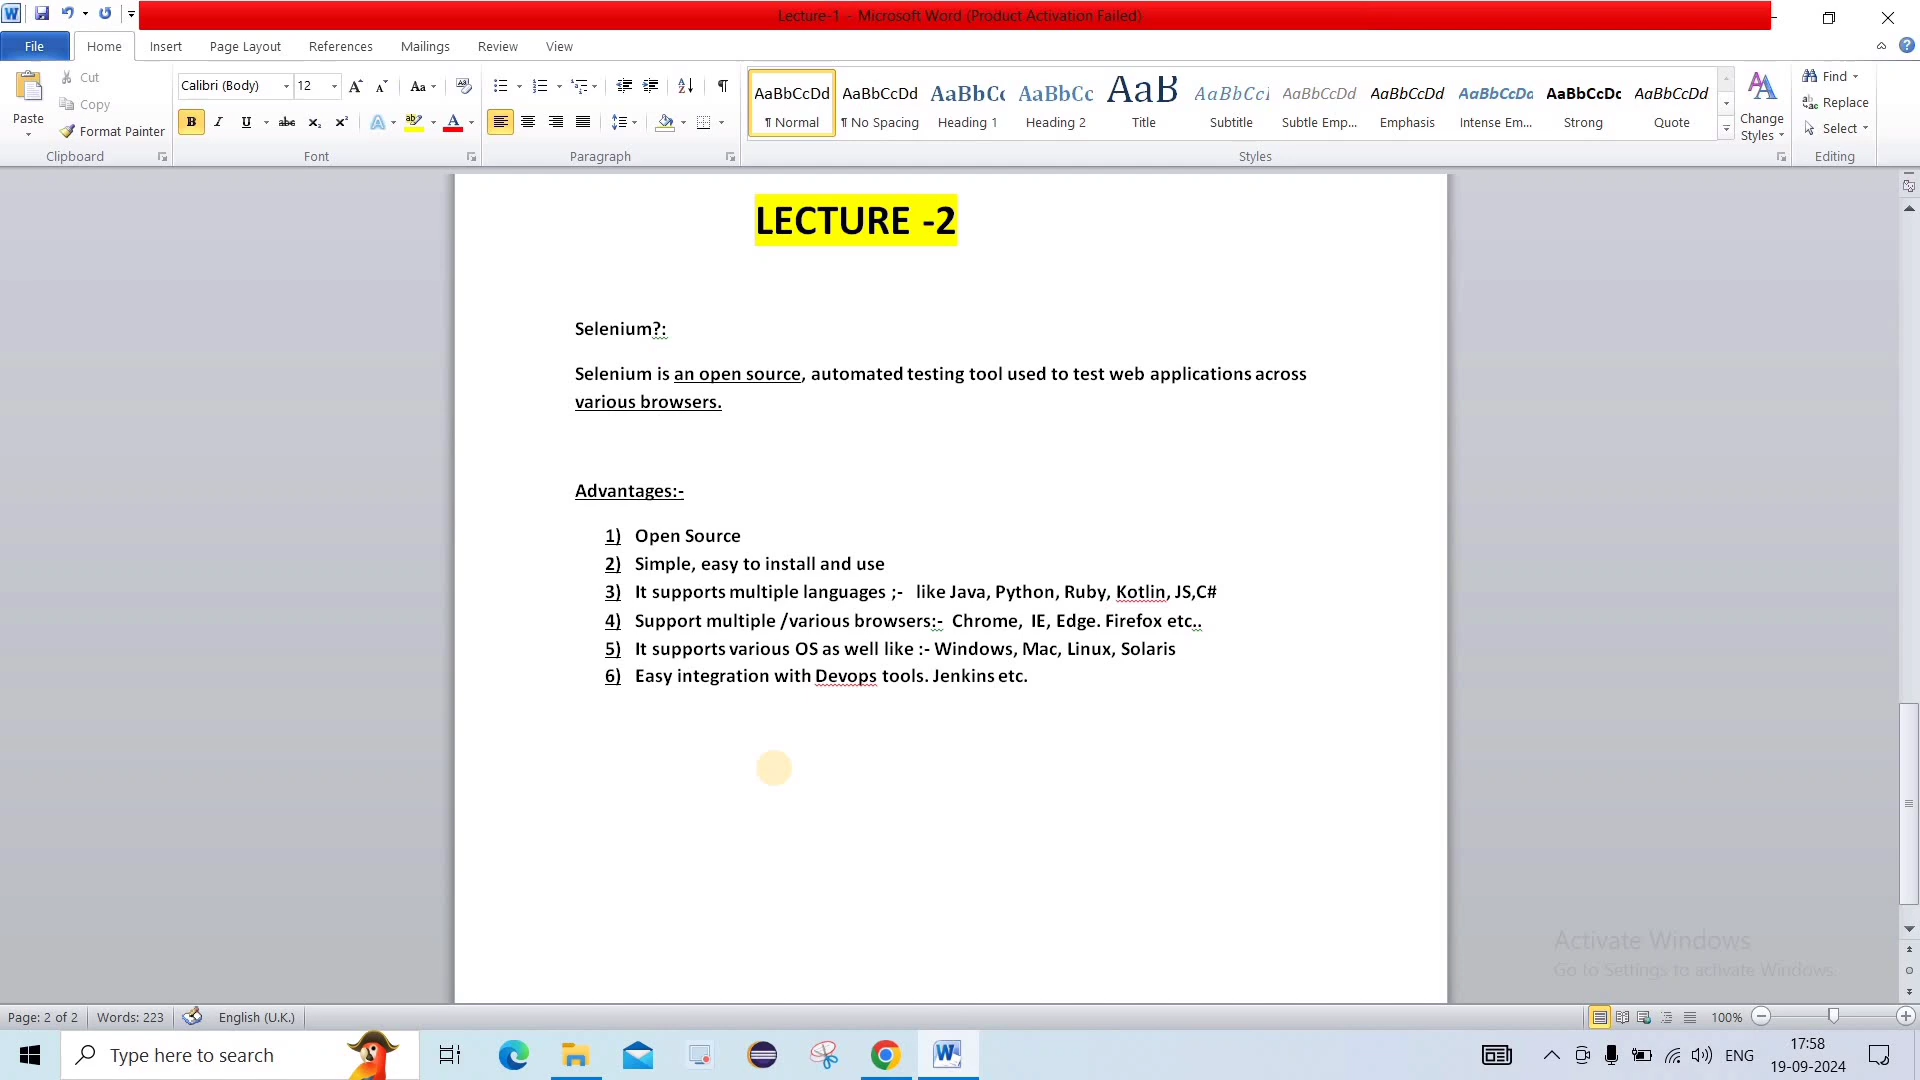 Lecture-1 - Microsoft Word (Product Activation Failed)
File Home Insert Page Layout References Mailings Review View
Cut
Copy
Paste
Format Painter
Clipboard
Calibri (Body) 12
Font
Paragraph
AaBbCcDd AaBbCcDd AaBbCc AaBbCc AaB AaBbCcl AaBbCcDd AaBbCcDd AaBbCcDd AaBbCcDc AaBbCcDd
¶ Normal ¶ No Spacing Heading 1 Heading 2 Title Subtitle Subtle Emp... Emphasis Intense Em... Strong Quote
Change Styles
Styles
Find
Replace
Select
Editing
LECTURE -2
Selenium?:
Selenium is an open source, automated testing tool used to test web applications across
various browsers.
Advantages:-
1) Open Source
2) Simple, easy to install and use
3) It supports multiple languages ;- like Java, Python, Ruby, Kotlin, JS,C#
4) Support multiple /various browsers:- Chrome, IE, Edge. Firefox etc..
5) It supports various OS as well like :- Windows, Mac, Linux, Solaris
6) Easy integration with Devops tools. Jenkins etc.
Activate Windows
Go to Settings to activate Windows.
Page: 2 of 2 Words: 223 English (U.K.) 100%
Type here to search
ENG
17:58
19-09-2024